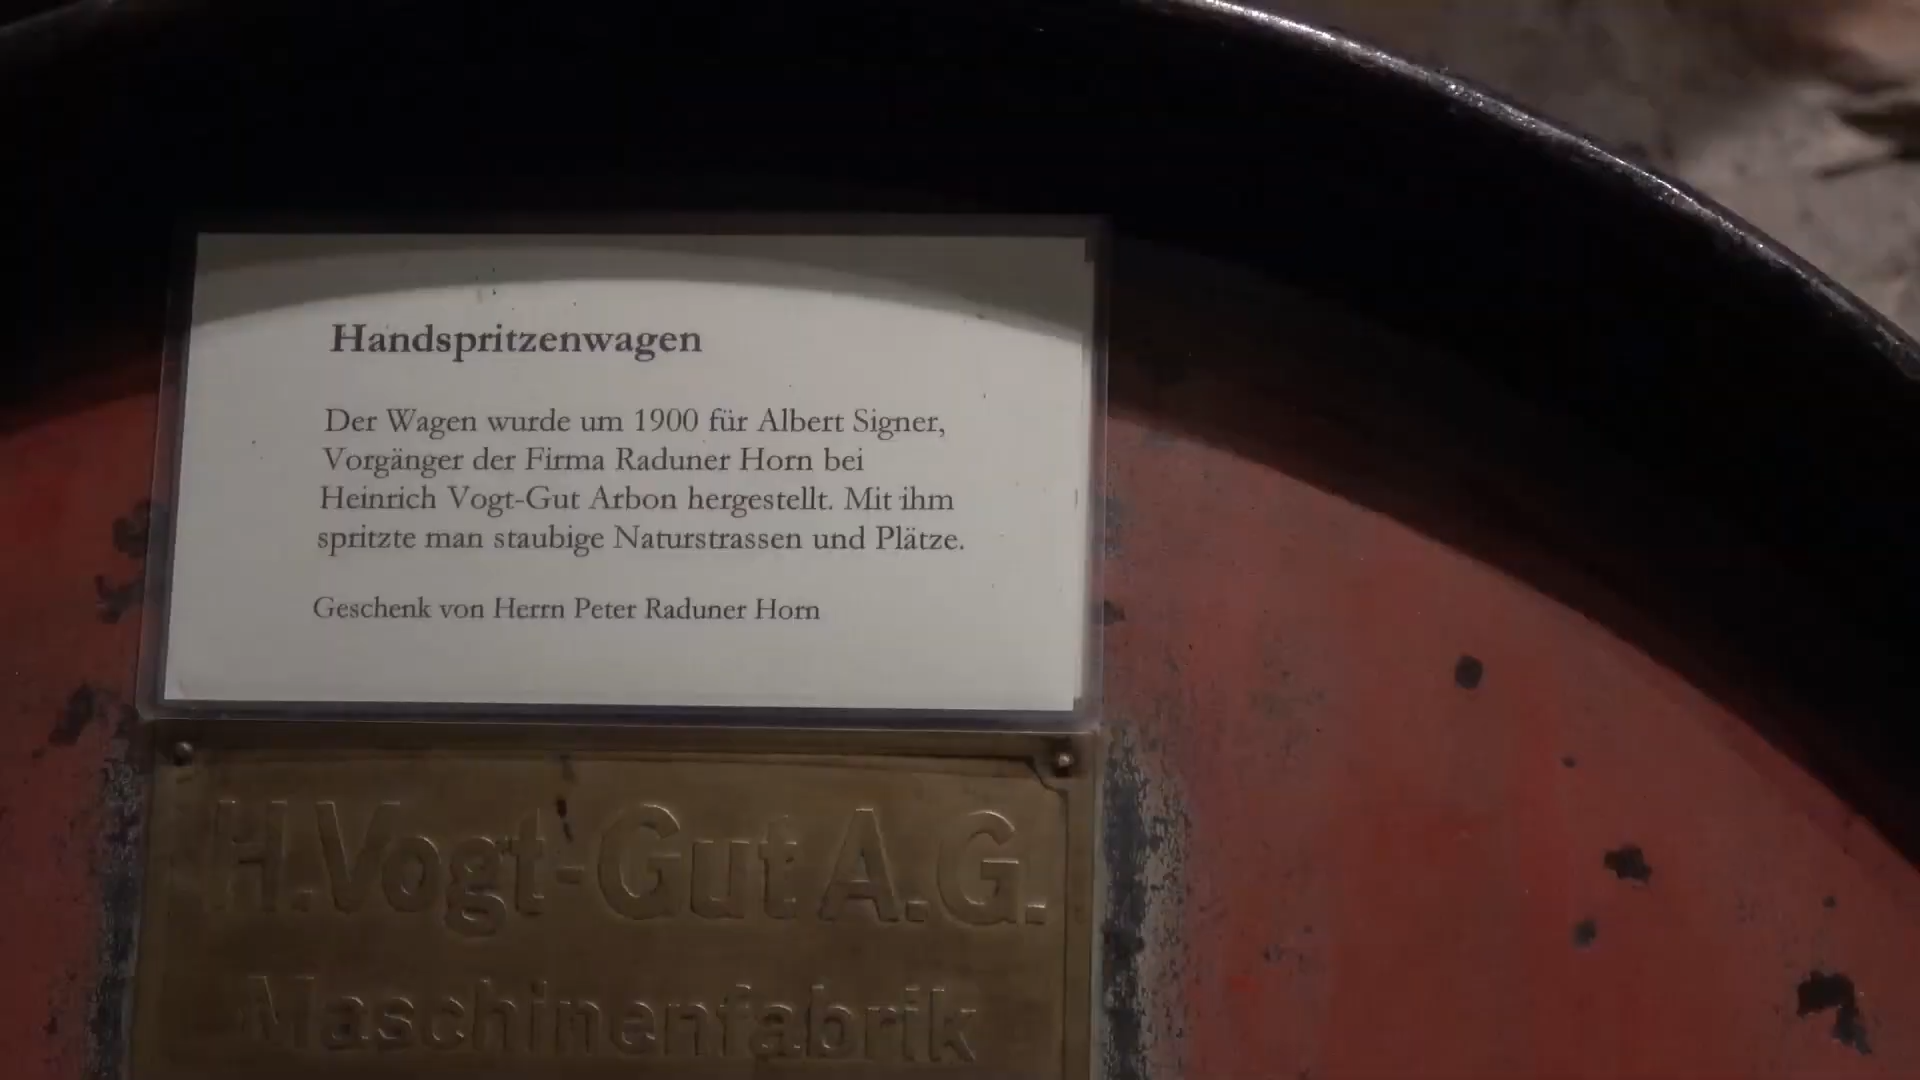 Handspritzenwagen
Der Wagen wurde um 1900 für Albert Signer,
Vorgänger der Firma Raduner Horn bei
Heinrich Vogt-Gut Arbon hergestellt. Mit ihm
spritzte man staubige Naturstrassen und Plätze.
Geschenk von Herrn Peter Raduner Horn
H.Vogt-Gut A.G.
Maschinenfabrik